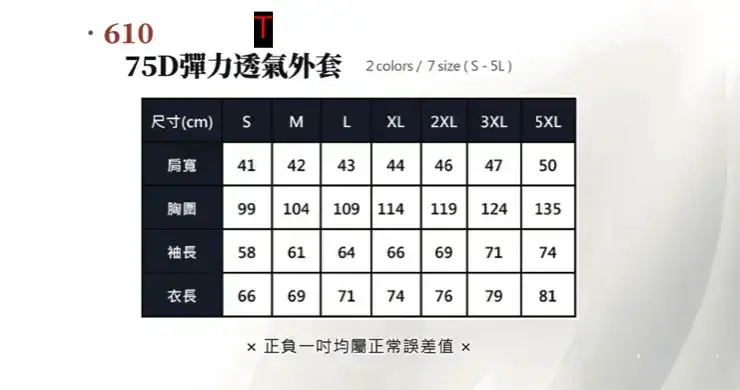 · 610
T
75D彈力透氣外套 2 colors / 7 size ( S - 5L )
尺寸(cm) S M L XL 2XL 3XL 5XL
肩寬 41 42 43 44 46 47 50
胸圍 99 104 109 114 119 124 135
袖長 58 61 64 66 69 71 74
衣長 66 69 71 74 76 79 81
× 正負一吋均屬正常誤差值 ×